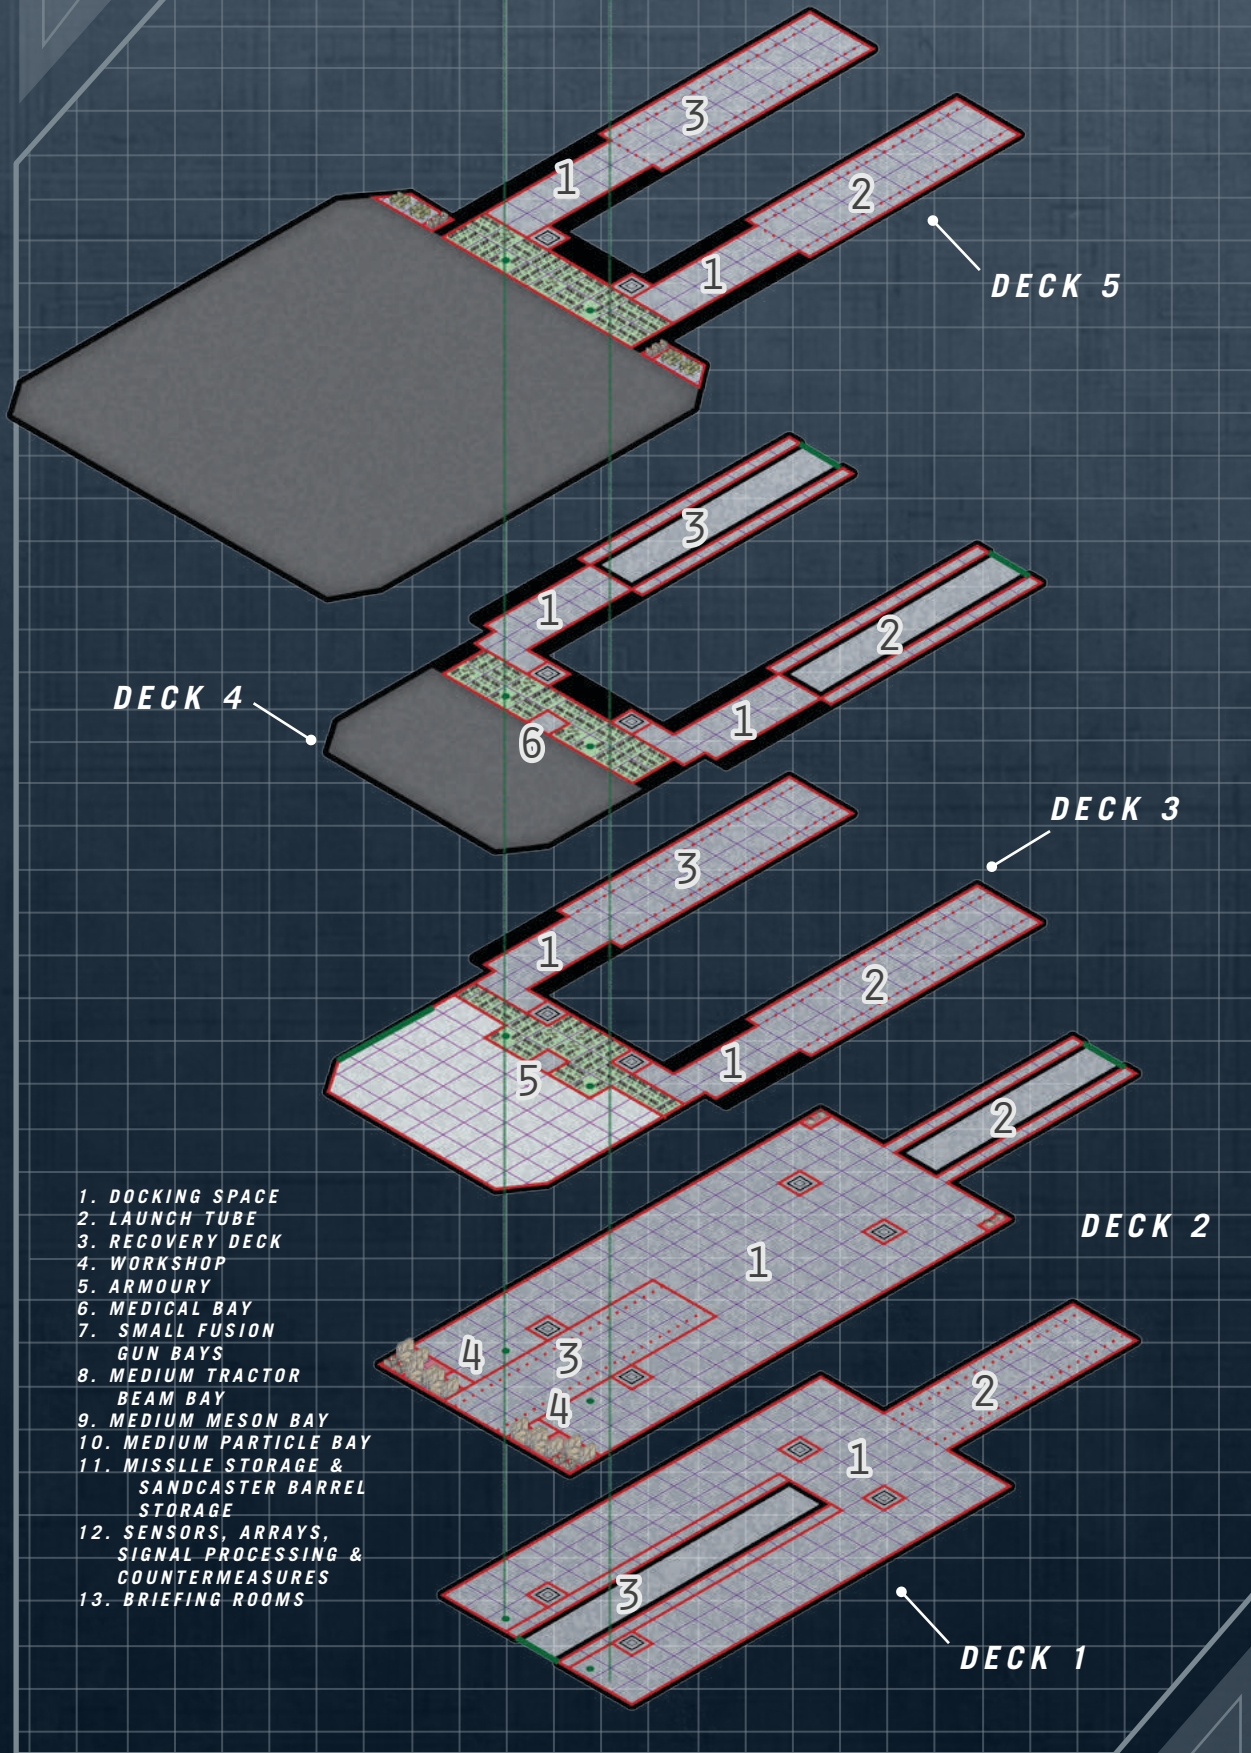 3
1
2
1
DECK 5
3
1
2
DECK 4
1
6
DECK 3
3
1
2
1
5
2
1. DOCKING SPACE
2. LAUNCH TUBE
3. RECOVERY DECK
4. WORKSHOP
5. ARMOURY
6. MEDICAL BAY
7. SMALL FUSION
GUN BAYS
8. MEDIUM TRACTOR
BEAM BAY
9. MEDIUM MESON BAY
10. MEDIUM PARTICLE BAY
11. MISSLLE STORAGE &
SANDCASTER BARREL
STORAGE
12. SENSORS, ARRAYS,
SIGNAL PROCESSING &
COUNTERMEASURES
13. BRIEFING ROOMS
DECK 2
1
4
3
4
2
1
3
DECK 1